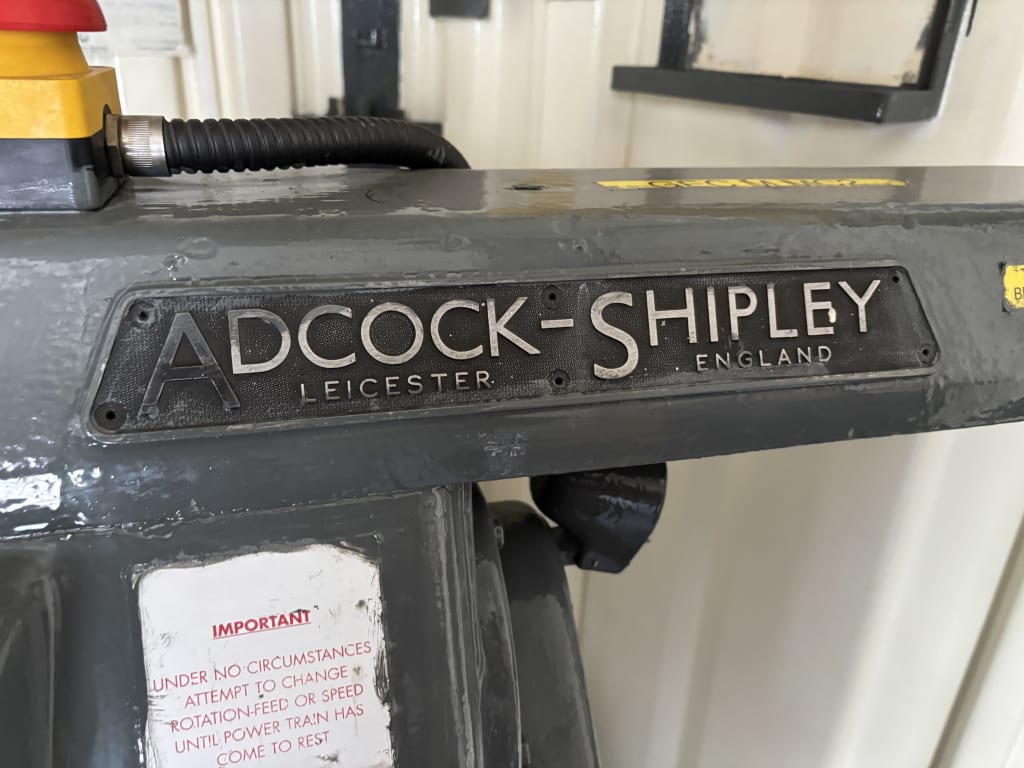 ADCOCK-SHIPLEY
LEICESTER ENGLAND
IMPORTANT
UNDER NO CIRCUMSTANCES
ATTEMPT TO CHANGE
ROTATION-FEED OR SPEED
UNTIL POWER TRAIN HAS
COME TO REST